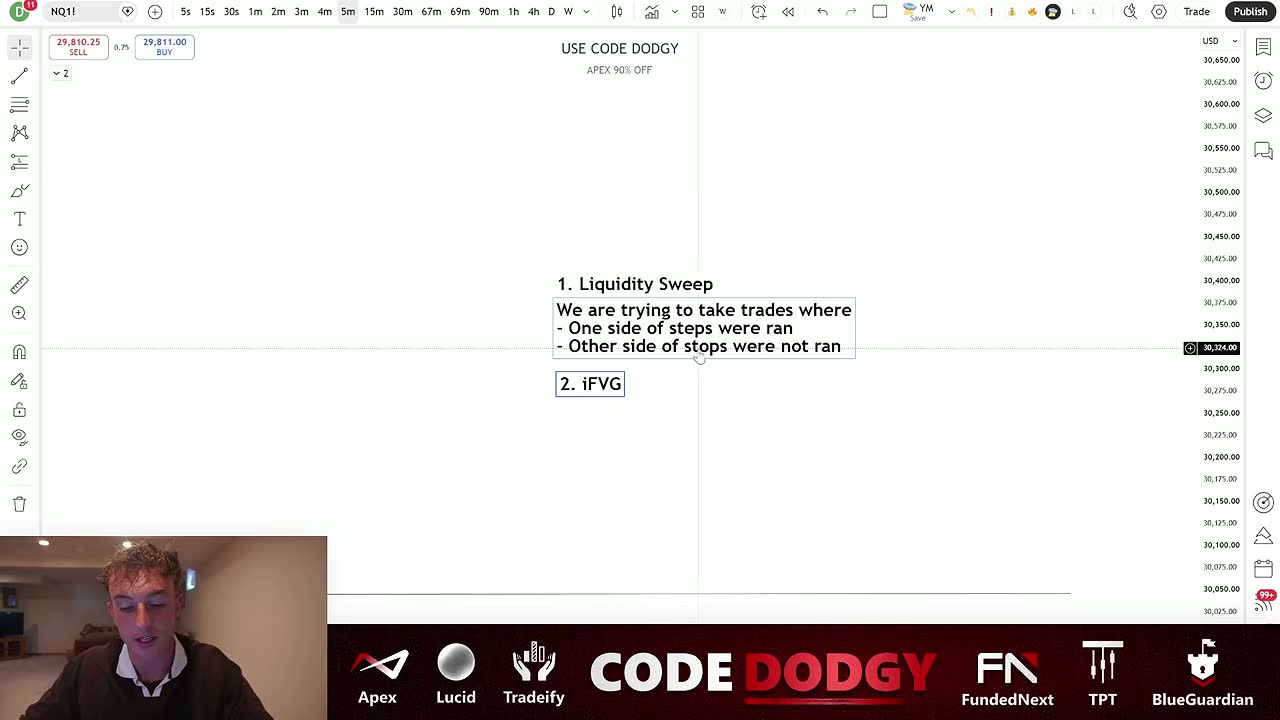 D
11
NQ1!
15s 30s 1m 2m 3m 4m 5m 15m 30m 67m 69m 90m 1h 4h D W
W
YM
Save
L L
Trade
Publish
29,810.25
SELL
0.75
29,811.00
BUY
2
USE CODE DODGY
APEX 90% OFF
USD
30,650.00
30,625.00
30,600.00
30,575.00
30,550.00
30,525.00
30,500.00
30,475.00
30,450.00
30,425.00
30,400.00
30,375.00
30,350.00
30,324.00
30,300.00
30,275.00
30,250.00
30,225.00
30,200.00
30,175.00
30,150.00
30,125.00
30,100.00
30,075.00
30,050.00
30,025.00
1. Liquidity Sweep
We are trying to take trades where
- One side of steps were ran
- Other side of stops were not ran
2. iFVG
T
99+
Apex
Lucid
Tradeify
CODE DODGY
FN
FundedNext
TPT
BlueGuardian